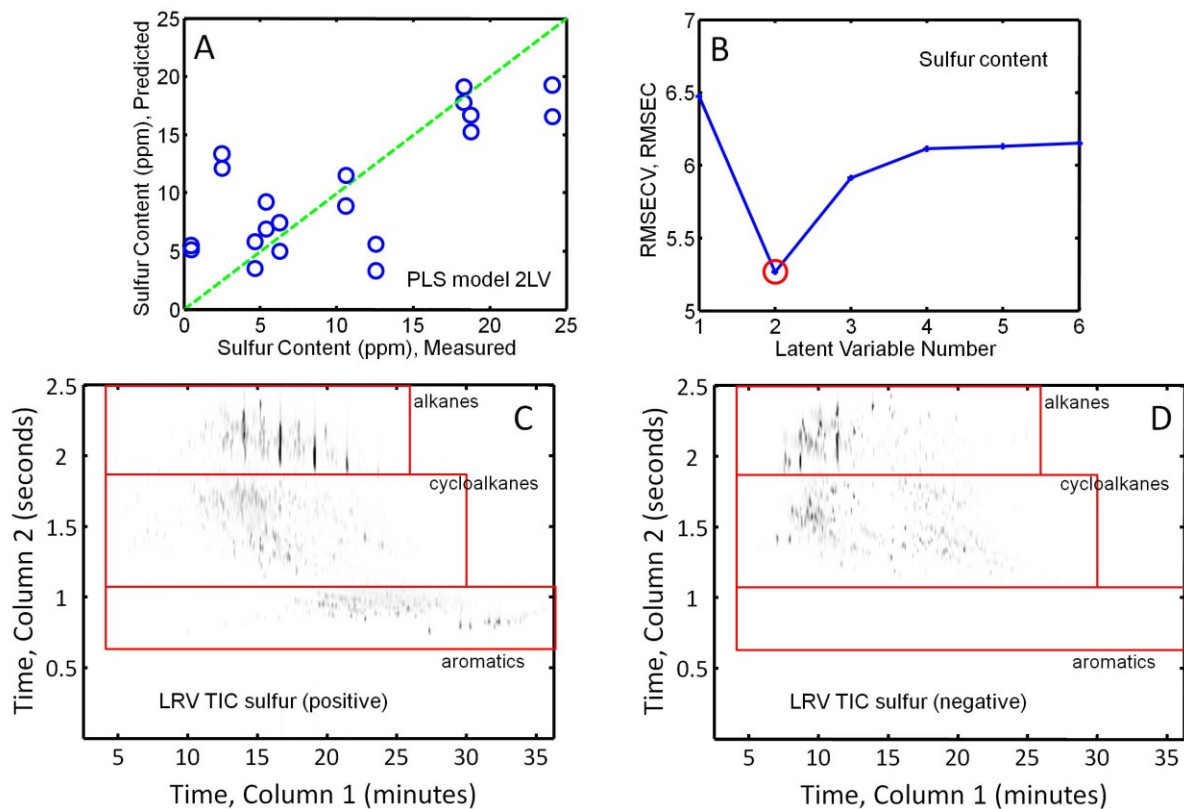 A
Sulfur Content (ppm), Predicted
25
20
15
10
5
0
0 5 10 15 20 25
PLS model 2LV
Sulfur Content (ppm), Measured
B
Sulfur content
RMSECV, RMSEC
7
6.5
6
5.5
5
1 2 3 4 5 6
Latent Variable Number
C
Time, Column 2 (seconds)
2.5
2
1.5
1
0.5
alkanes
cycloalkanes
aromatics
LRV TIC sulfur (positive)
5 10 15 20 25 30 35
Time, Column 1 (minutes)
D
Time, Column 2 (seconds)
2.5
2
1.5
1
0.5
alkanes
cycloalkanes
aromatics
LRV TIC sulfur (negative)
5 10 15 20 25 30 35
Time, Column 1 (minutes)